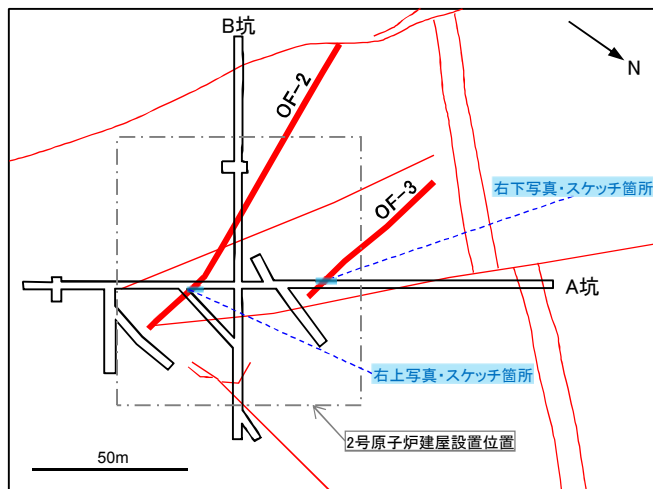 B坑
N
OF-2
OF-3
右下写真・スケッチ箇所
A坑
右上写真・スケッチ箇所
2号原子炉建屋設置位置
50m